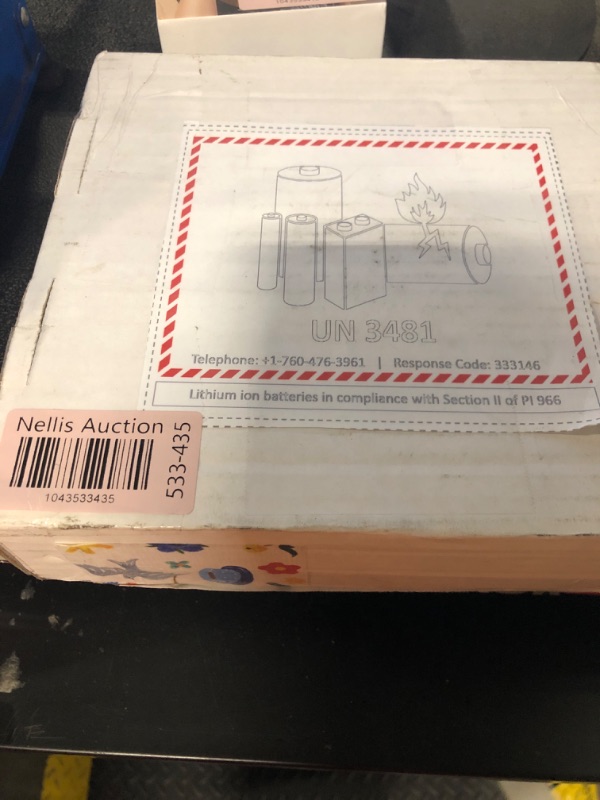 UN 3481
Telephone: +1-760-476-3961 | Response Code: 333146
Lithium ion batteries in compliance with Section II of PI 966
Nellis Auction
1043533435
533-435